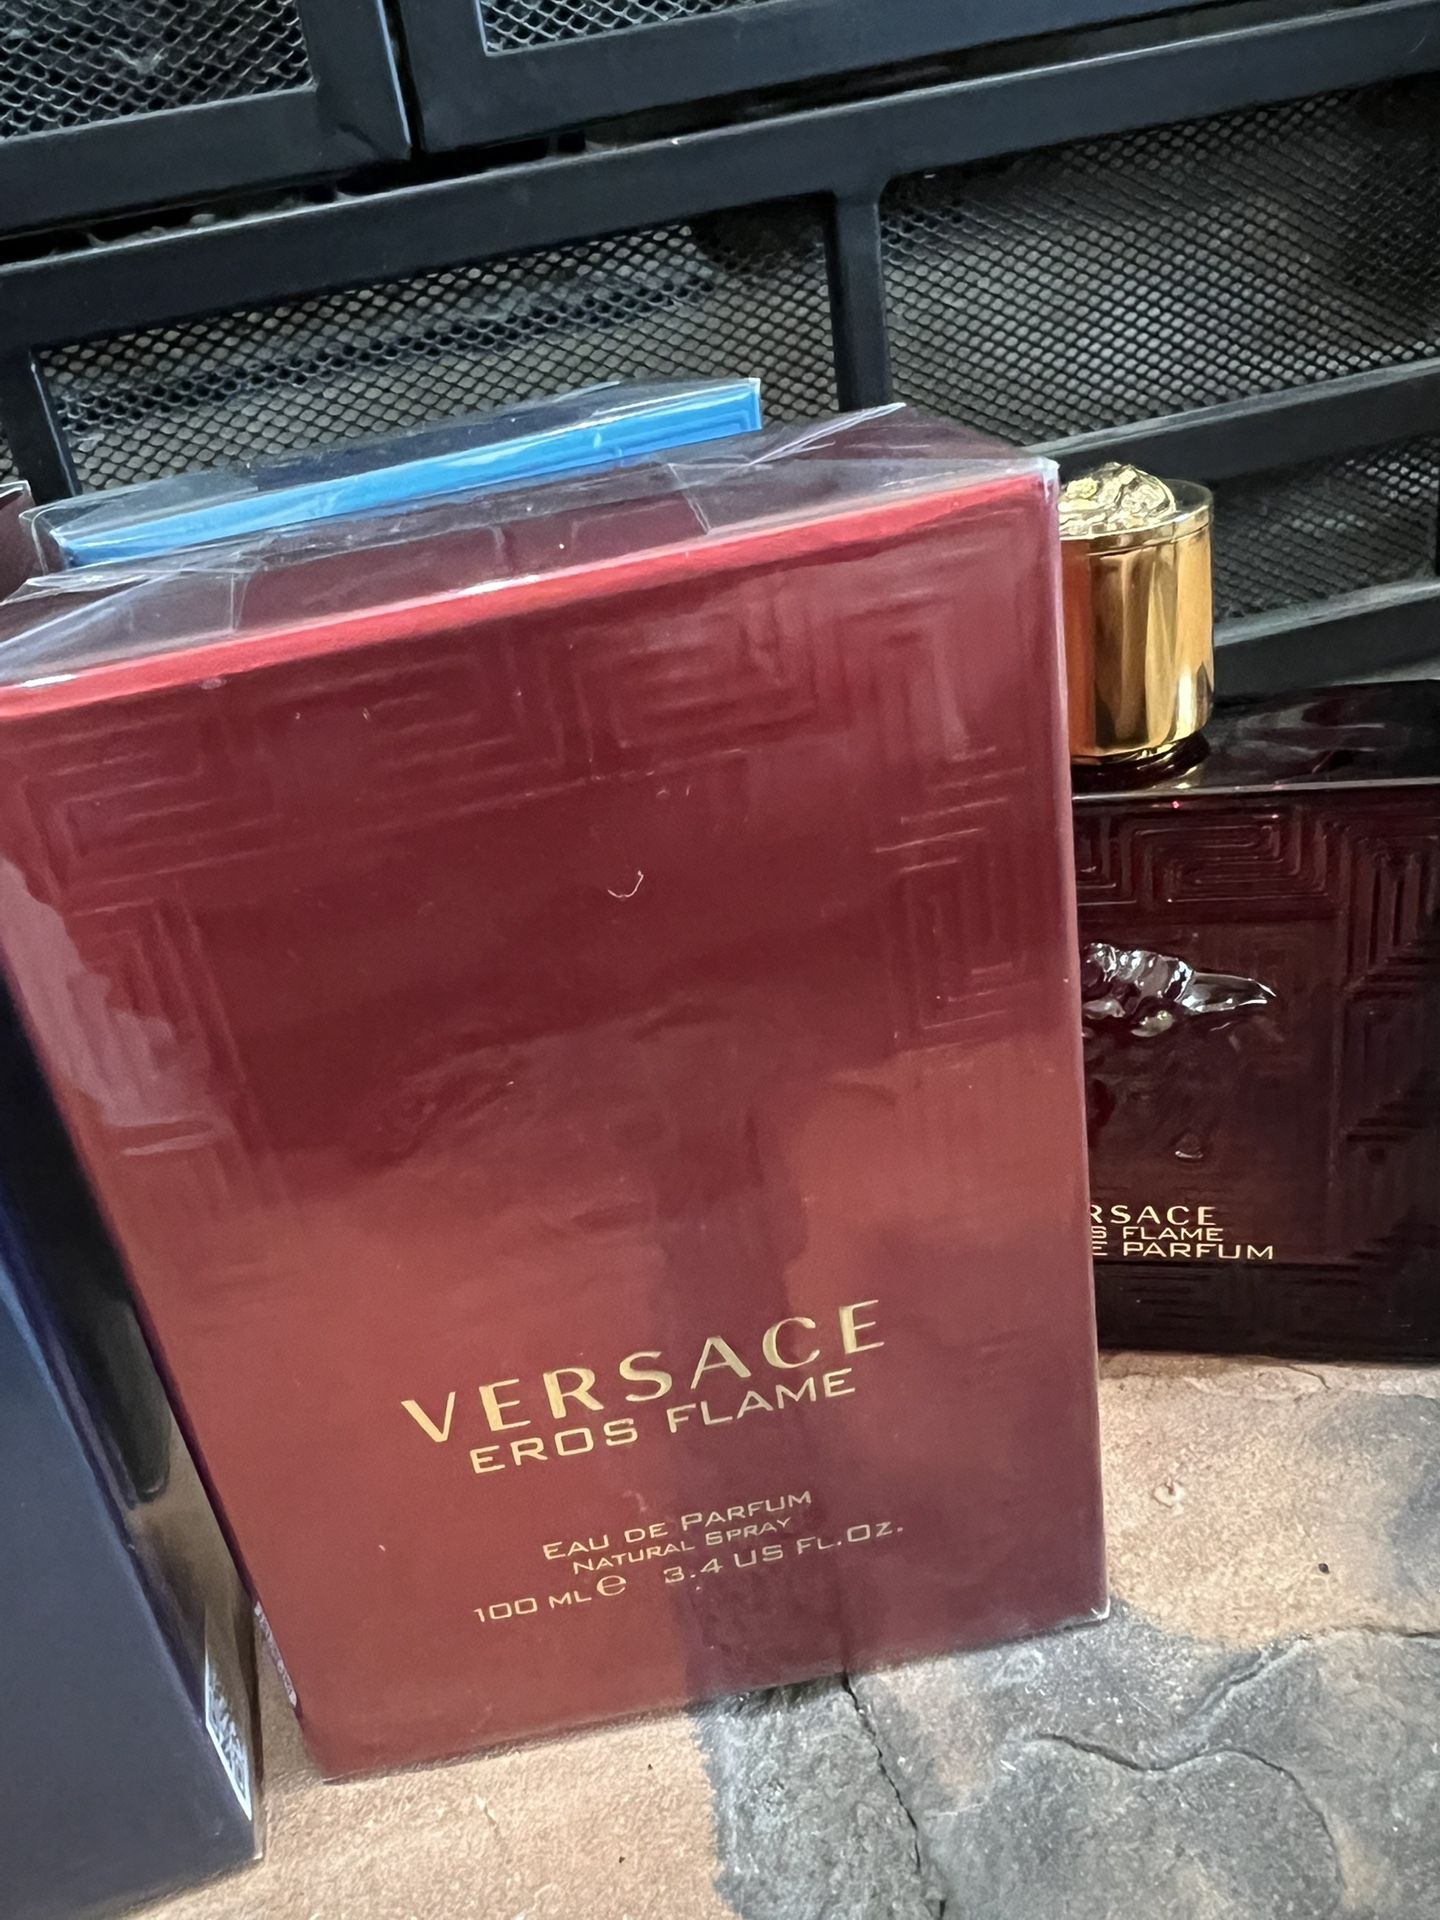 VERSACE
EROS FLAME
EAU DE PARFUM
NATURAL SPRAY
100 ML e 3.4 US FL.OZ.
RSACE
S FLAME
E PARFUM